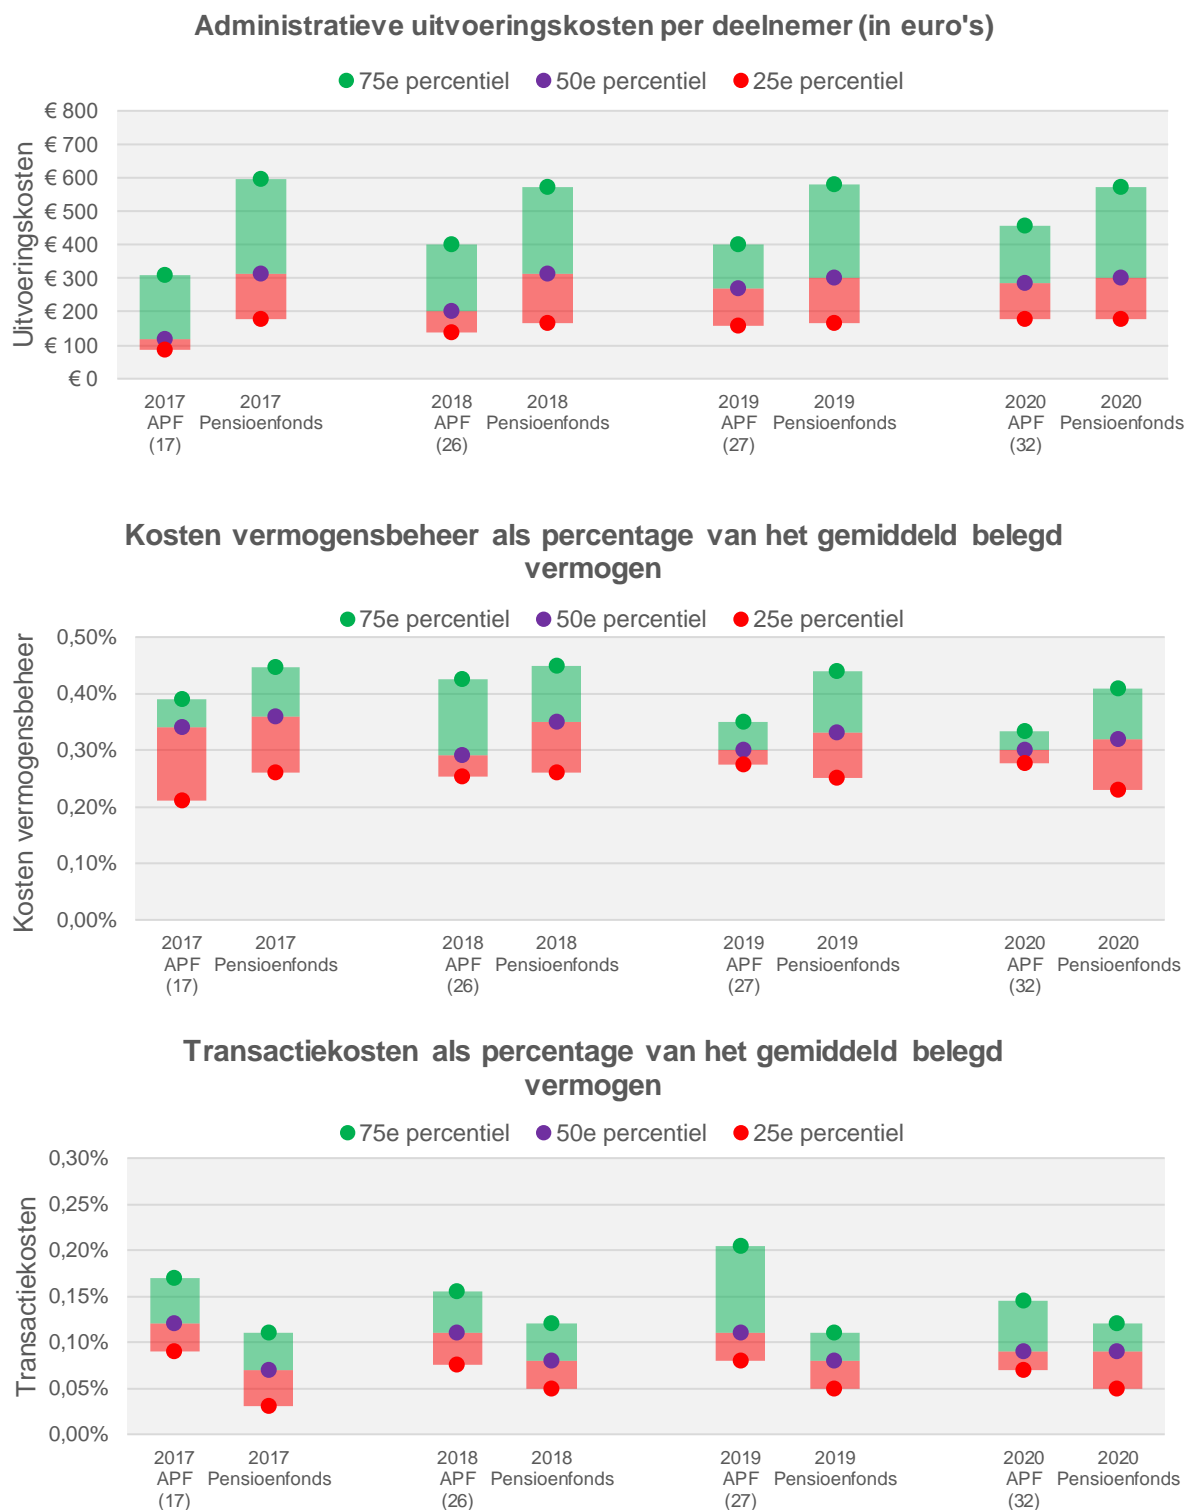 Administratieve uitvoeringskosten per deelnemer (in euro's)
75e percentiel 50e percentiel 25e percentiel
Uitvoeringskosten
€ 800
€ 700
€ 600
€ 500
€ 400
€ 300
€ 200
€ 100
€ 0
2017 2017 2018 2018 2019 2019 2020 2020
APF Pensioenfonds APF Pensioenfonds APF Pensioenfonds APF Pensioenfonds
(17) (26) (27) (32)
Kosten vermogensbeheer als percentage van het gemiddeld belegd
vermogen
75e percentiel 50e percentiel 25e percentiel
Kosten vermogensbeheer
0,50%
0,40%
0,30%
0,20%
0,10%
0,00%
2017 2017 2018 2018 2019 2019 2020 2020
APF Pensioenfonds APF Pensioenfonds APF Pensioenfonds APF Pensioenfonds
(17) (26) (27) (32)
Transactiekosten als percentage van het gemiddeld belegd
vermogen
75e percentiel 50e percentiel 25e percentiel
Transactiekosten
0,30%
0,25%
0,20%
0,15%
0,10%
0,05%
0,00%
2017 2017 2018 2018 2019 2019 2020 2020
APF Pensioenfonds APF Pensioenfonds APF Pensioenfonds APF Pensioenfonds
(17) (26) (27) (32)